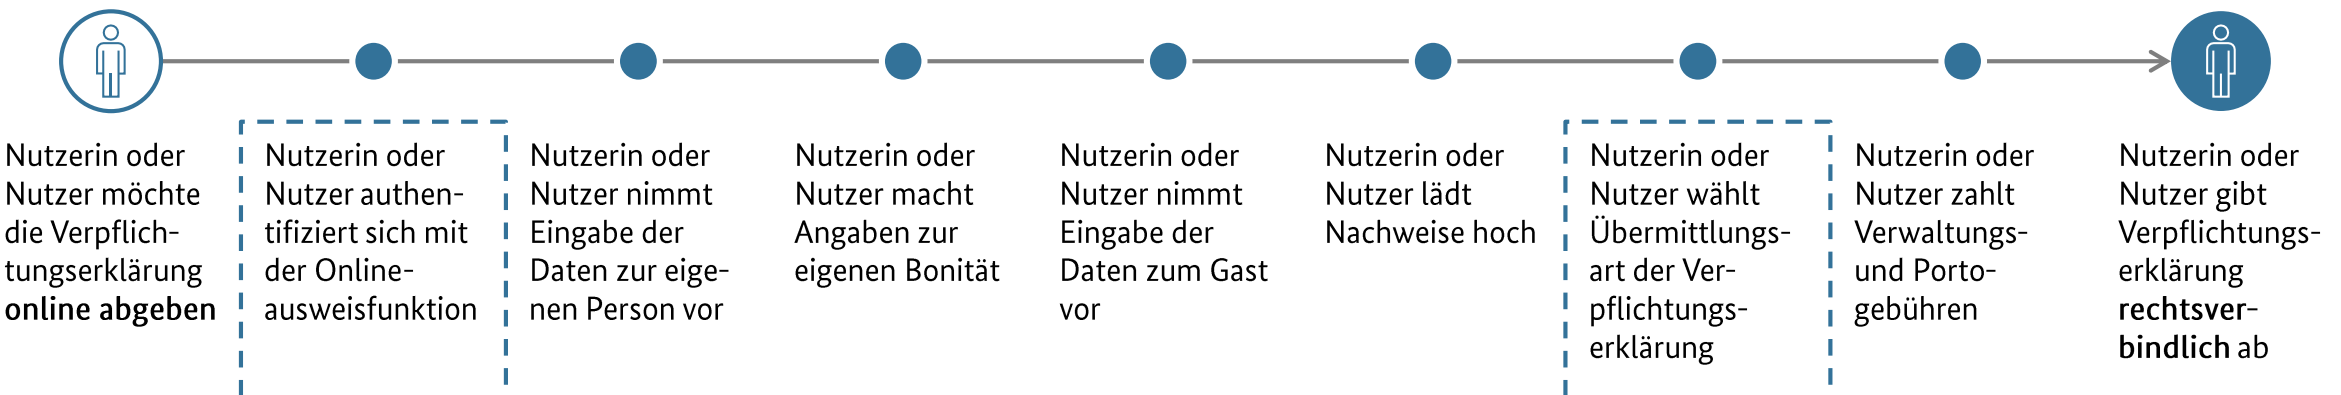 Nutzerin oder
Nutzer möchte
die Verpflich-
tungserklärung
online abgeben
Nutzerin oder
Nutzer authen-
tifiziert sich mit
der Online-
ausweisfunktion
Nutzerin oder
Nutzer nimmt
Eingabe der
Daten zur eige-
nen Person vor
Nutzerin oder
Nutzer macht
Angaben zur
eigenen Bonität
Nutzerin oder
Nutzer nimmt
Eingabe der
Daten zum Gast
vor
Nutzerin oder
Nutzer lädt
Nachweise hoch
Nutzerin oder
Nutzer wählt
Übermittlungs-
art der Ver-
pflichtungs-
erklärung
Nutzerin oder
Nutzer zahlt
Verwaltungs-
und Porto-
gebühren
Nutzerin oder
Nutzer gibt
Verpflichtungs-
erklärung
rechtsver-
bindlich ab